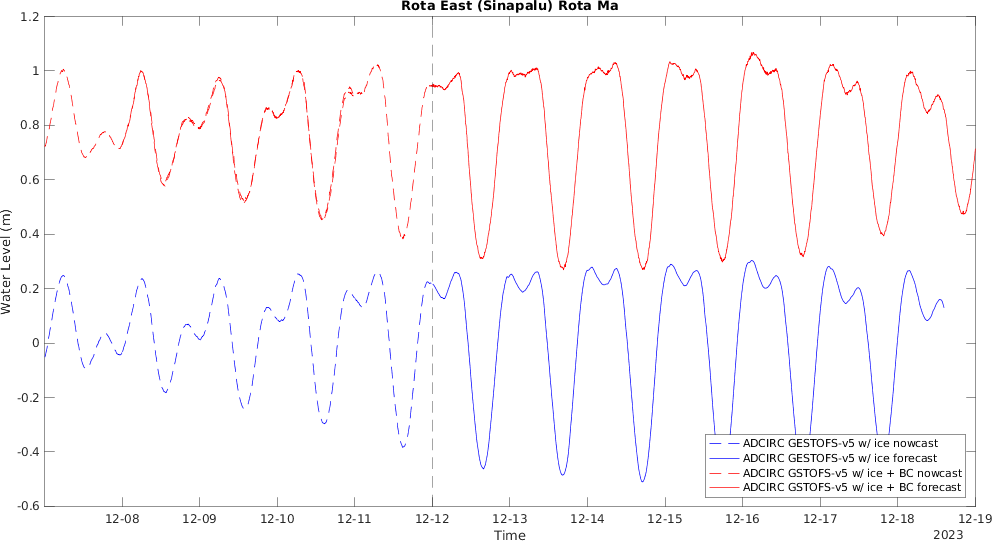 Rota East (Sinapalu) Rota Ma
1.2
1
0.8
0.6
0.4
0.2
0
-0.2
-0.4
-0.6
Water Level (m)
ADCIRC GESTOFS-v5 w/ ice nowcast
ADCIRC GESTOFS-v5 w/ ice forecast
ADCIRC GSTOFS-v5 w/ ice + BC nowcast
ADCIRC GSTOFS-v5 w/ ice + BC forecast
12-08 12-09 12-10 12-11 12-12 12-13 12-14 12-15 12-16 12-17 12-18 12-19
Time
2023